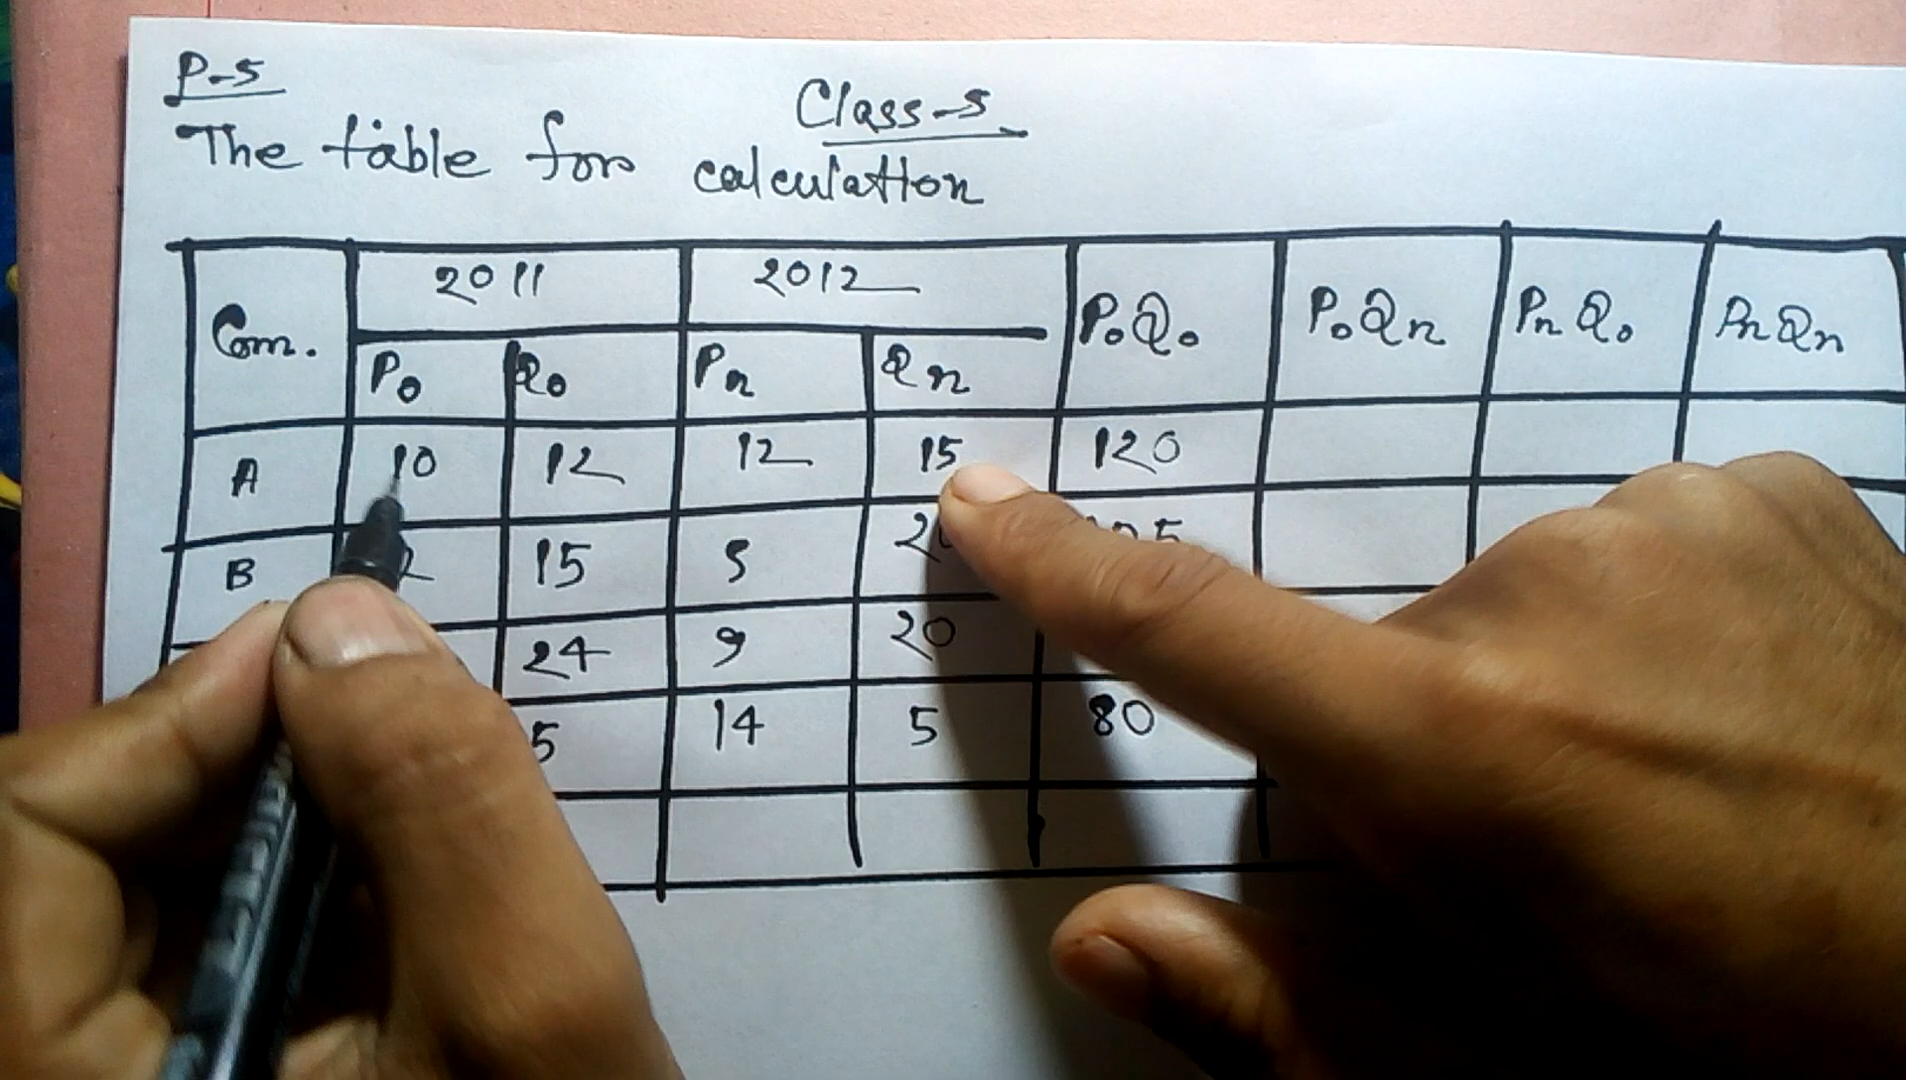 P-5
Class-5
The table for calculation
Com. 2011 2012 P₀Q₀ P₀Qn PnQ₀ PnQn
P₀ Q₀ Pn Qn
A 10 12 12 15 120
B 15 5
24 9 20
5 14 5 80